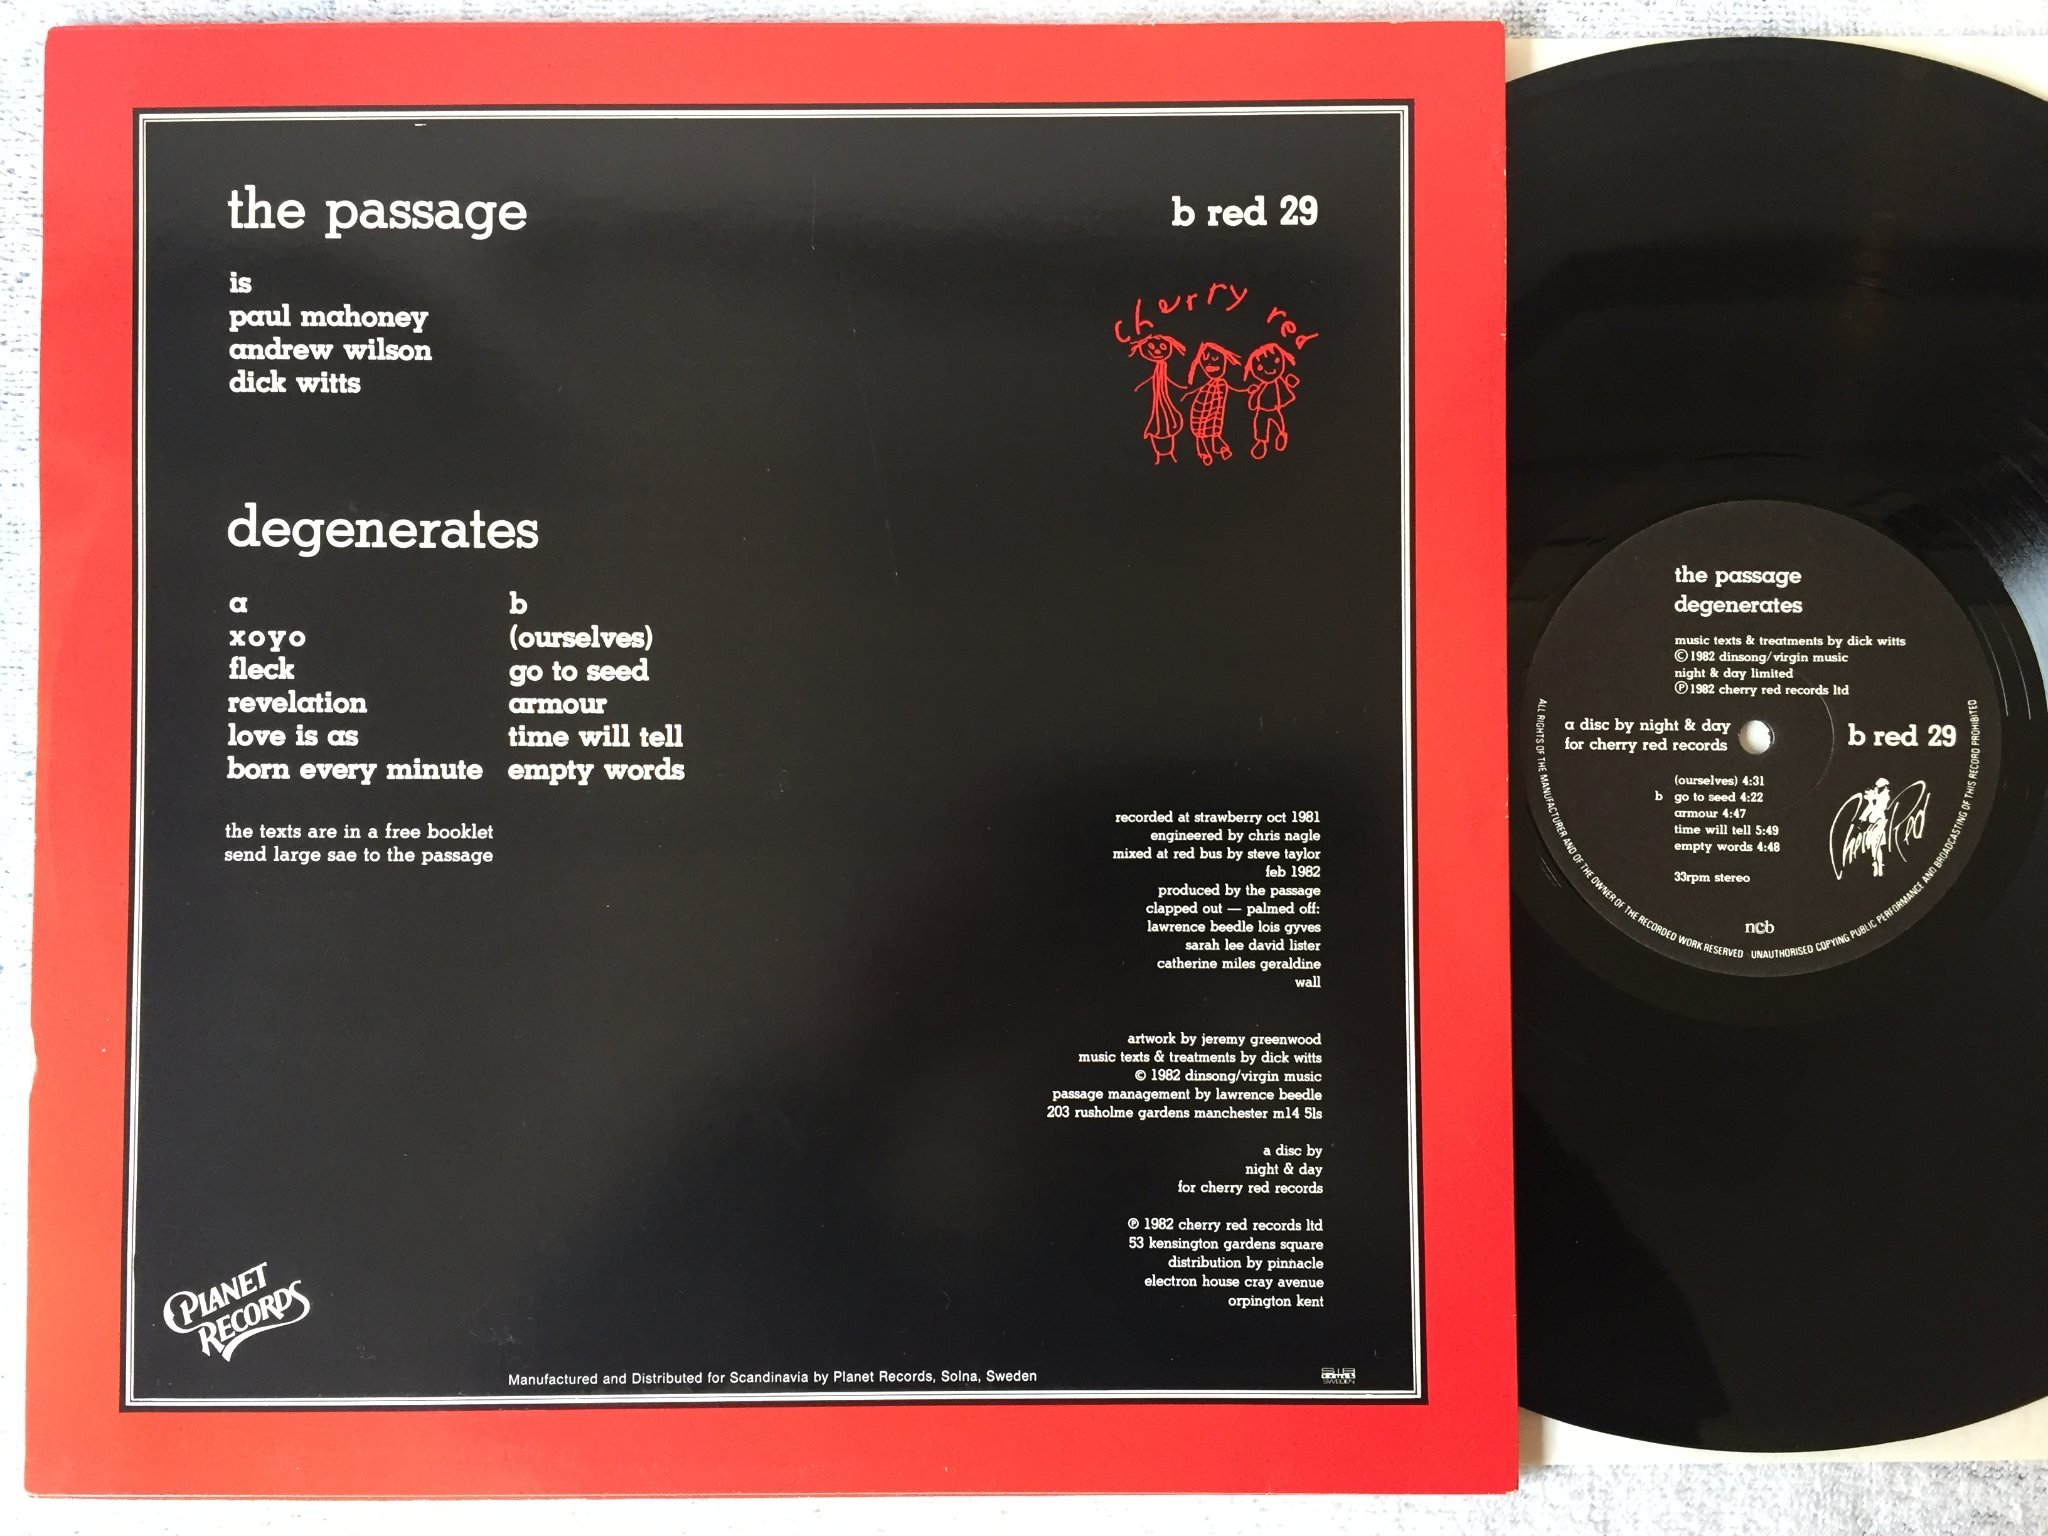 the passage
b red 29
is
paul mahoney
andrew wilson
dick witts
cherry red
degenerates
a
xoyo
fleck
revelation
love is as
born every minute
b
(ourselves)
go to seed
armour
time will tell
empty words
the texts are in a free booklet
send large sae to the passage
recorded at strawberry oct 1981
engineered by chris nagle
mixed at red bus by steve taylor
feb 1982
produced by the passage
clapped out — palmed off:
lawrence beedle lois gyves
sarah lee david lister
catherine miles geraldine
wall
artwork by jeremy greenwood
music texts & treatments by dick witts
© 1982 dinsong/virgin music
passage management by lawrence beedle
203 rusholme gardens manchester m14 5ls
a disc by
night & day
for cherry red records
℗ 1982 cherry red records ltd
53 kensington gardens square
distribution by pinnacle
electron house cray avenue
orpington kent
PLANET
RECORDS
Manufactured and Distributed for Scandinavia by Planet Records, Solna, Sweden
SWEDEN
the passage
degenerates
music texts & treatments by dick witts
© 1982 dinsong/virgin music
night & day limited
℗ 1982 cherry red records ltd
a disc by night & day
for cherry red records
b red 29
(ourselves) 4:31
b go to seed 4:22
armour 4:47
time will tell 5:49
empty words 4:48
33rpm stereo
Cherry Red
ncb
ALL RIGHTS OF THE MANUFACTURER AND OF THE OWNER OF THE RECORDED WORK RESERVED · UNAUTHORISED COPYING PUBLIC PERFORMANCE AND BROADCASTING OF THIS RECORD PROHIBITED